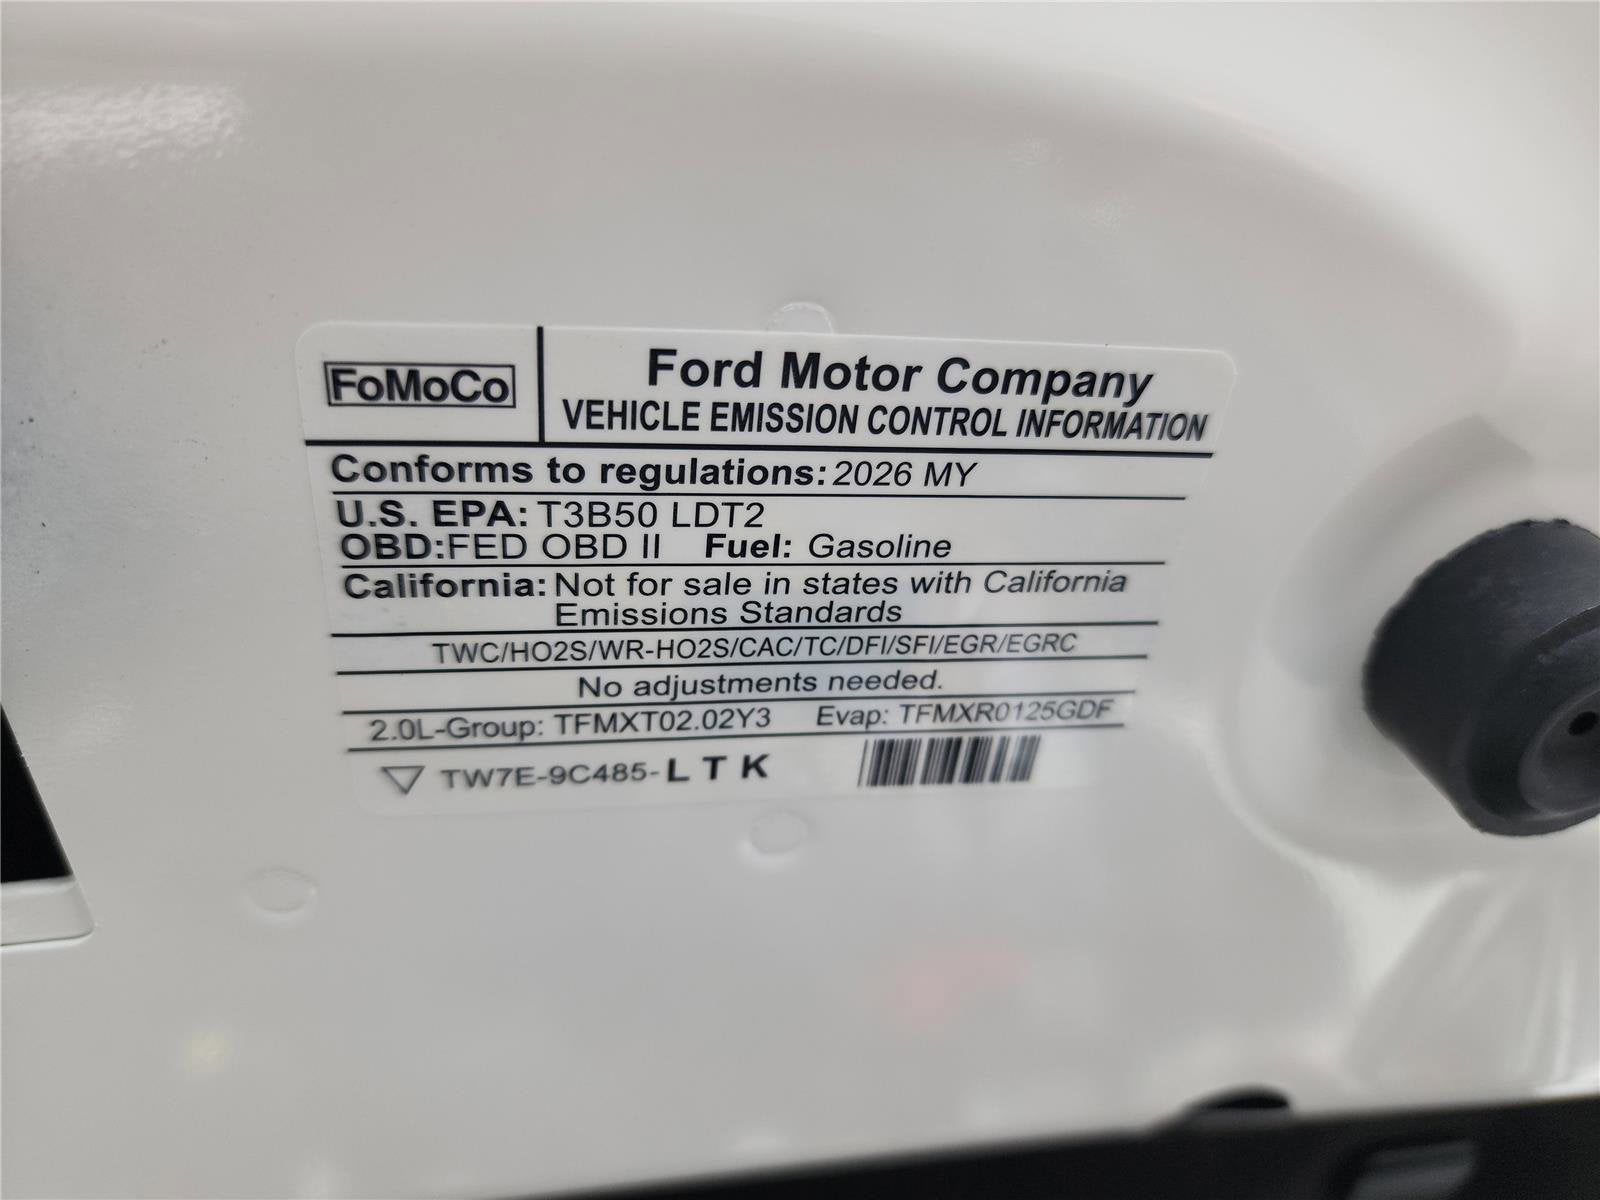 FoMoCo
Ford Motor Company
VEHICLE EMISSION CONTROL INFORMATION
Conforms to regulations: 2026 MY
U.S. EPA: T3B50 LDT2
OBD:FED OBD II Fuel: Gasoline
California: Not for sale in states with California
Emissions Standards
TWC/HO2S/WR-HO2S/CAC/TC/DFI/SFI/EGR/EGRC
No adjustments needed.
2.0L-Group: TFMXT02.02Y3 Evap: TFMXR0125GDF
TW7E-9C485-L T K